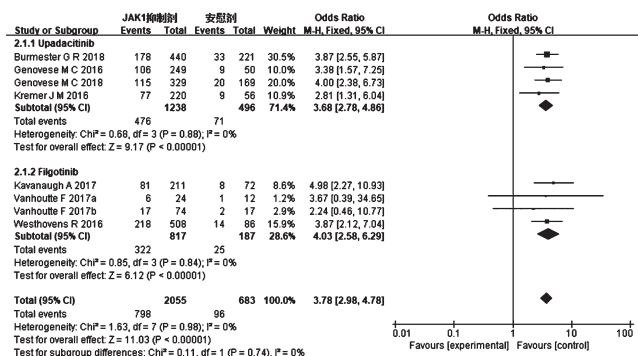 JAK1抑制剂 安慰剂 Odds Ratio Odds Ratio
Study or Subgroup Events Total Events Total Weight M-H, Fixed, 95% CI M-H, Fixed, 95% CI
2.1.1 Upadacitinib
Burmester G R 2018 178 440 33 221 30.5% 3.87 [2.55, 5.87]
Genovese M C 2016 106 249 9 50 8.6% 3.38 [1.57, 7.25]
Genovese M C 2018 115 329 20 169 20.0% 4.00 [2.38, 6.73]
Kremer J M 2016 77 220 9 56 9.3% 2.81 [1.31, 6.04]
Subtotal (95% CI) 1238 496 71.4% 3.68 [2.78, 4.86]
Total events 476 71
Heterogeneity: Chi² = 0.68, df = 3 (P = 0.88); I² = 0%
Test for overall effect: Z = 9.17 (P < 0.00001)
2.1.2 Filgotinib
Kavanaugh A 2017 81 211 8 72 8.6% 4.98 [2.27, 10.93]
Vanhoutte F 2017a 6 24 1 12 1.2% 3.67 [0.39, 34.65]
Vanhoutte F 2017b 17 74 2 17 2.9% 2.24 [0.46, 10.77]
Westhovens R 2016 218 508 14 86 15.9% 3.87 [2.12, 7.04]
Subtotal (95% CI) 817 187 28.6% 4.03 [2.58, 6.29]
Total events 322 25
Heterogeneity: Chi² = 0.85, df = 3 (P = 0.84); I² = 0%
Test for overall effect: Z = 6.12 (P < 0.00001)
Total (95% CI) 2055 683 100.0% 3.78 [2.98, 4.78]
Total events 798 96
Heterogeneity: Chi² = 1.63, df = 7 (P = 0.98); I² = 0%
Test for overall effect: Z = 11.03 (P < 0.00001)
Test for subgroup differences: Chi² = 0.11, df = 1 (P = 0.74), I² = 0%
0.01 0.1 1 10 100
Favours [experimental] Favours [control]